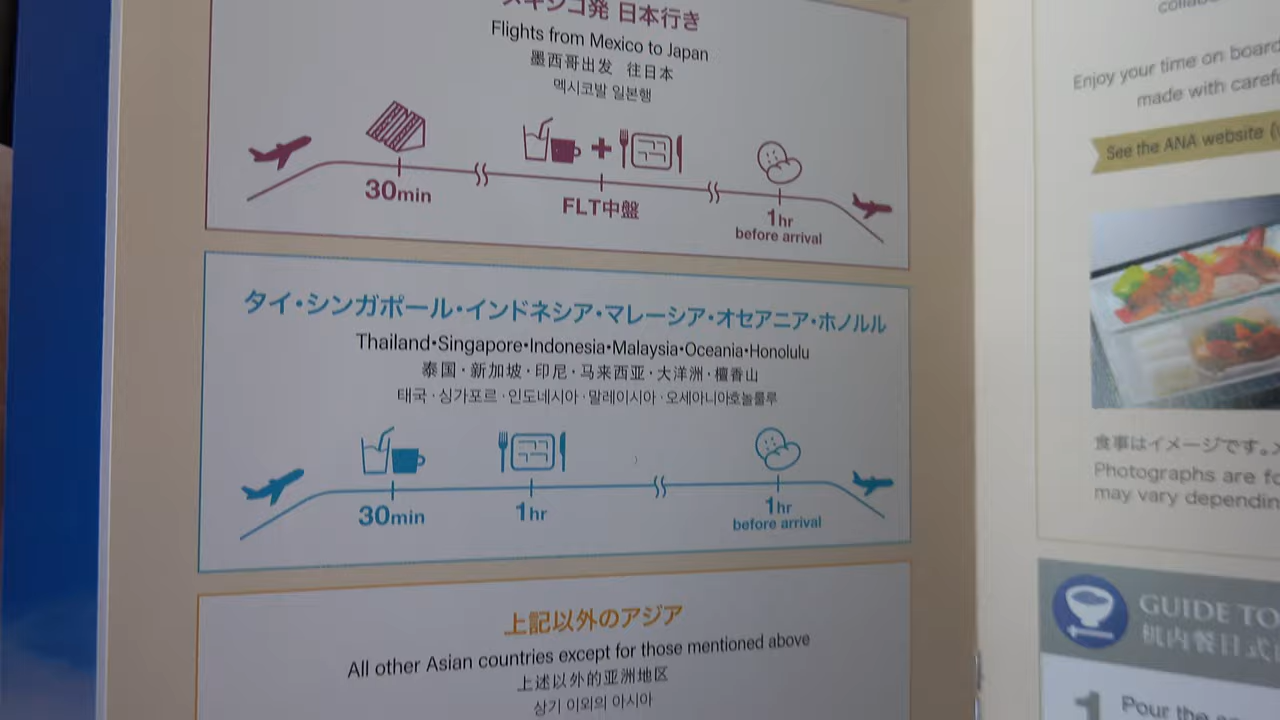 メキシコ発 日本行き
Flights from Mexico to Japan
墨西哥出发 往日本
멕시코발 일본행
30min
FLT中盤
1hr
before arrival
タイ・シンガポール・インドネシア・マレーシア・オセアニア・ホノルル
Thailand•Singapore•Indonesia•Malaysia•Oceania•Honolulu
泰国·新加坡·印尼·马来西亚·大洋洲·檀香山
태국·싱가포르·인도네시아·말레이시아·오세아니아호놀룰루
30min
1hr
1hr
before arrival
上記以外のアジア
All other Asian countries except for those mentioned above
上述以外的亚洲地区
상기 이외의 아시아
Enjoy your time on board
made with
See the ANA website
食事はイメージです。
Photographs are
may vary
GUIDE TO
机内餐日式
1 Pour the